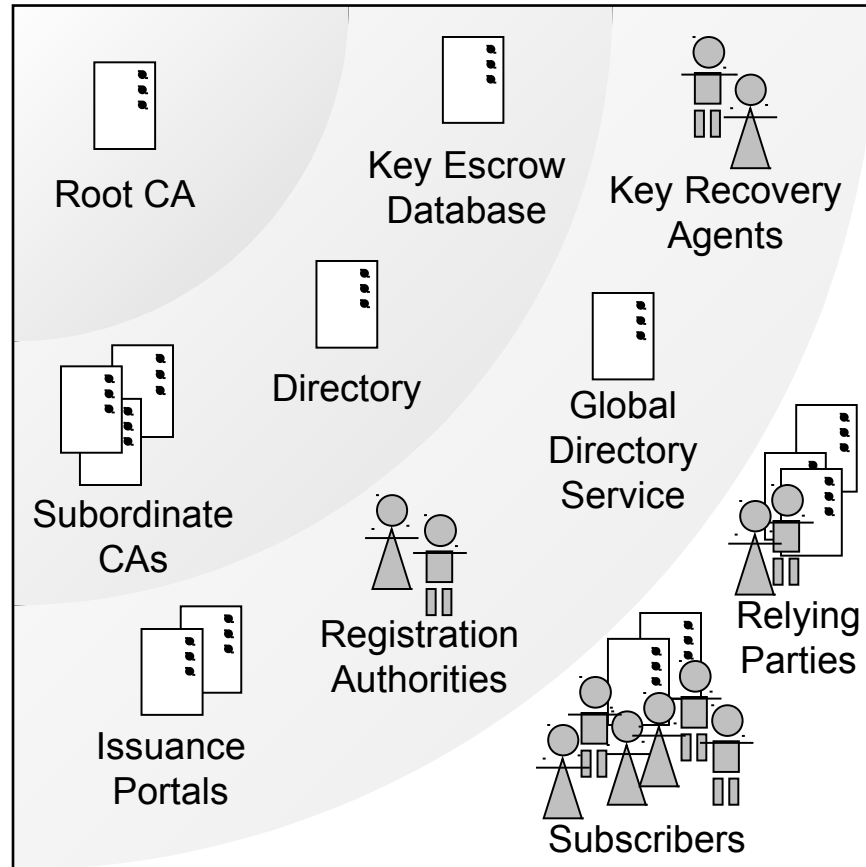 Root CA
Key Escrow
Database
Key Recovery
Agents
Directory
Global
Directory
Service
Subordinate
CAs
Registration
Authorities
Relying
Parties
Issuance
Portals
Subscribers